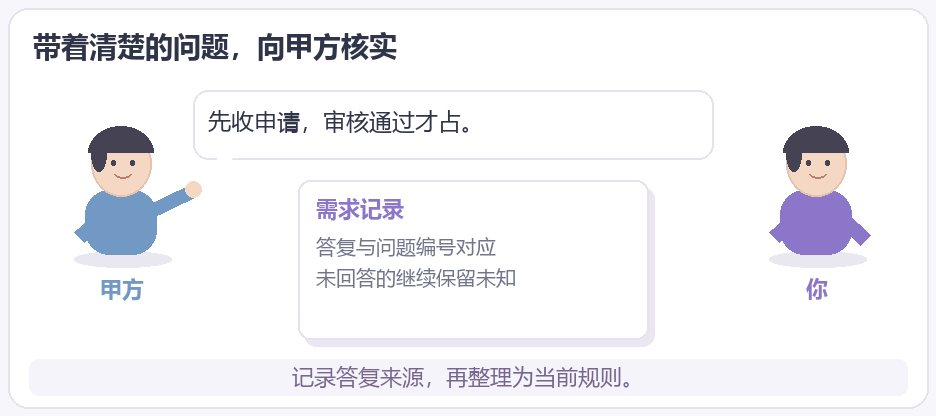 带着清楚的问题，向甲方核实
先收申请，审核通过才占。
需求记录
答复与问题编号对应
未回答的继续保留未知
甲方
你
记录答复来源，再整理为当前规则。